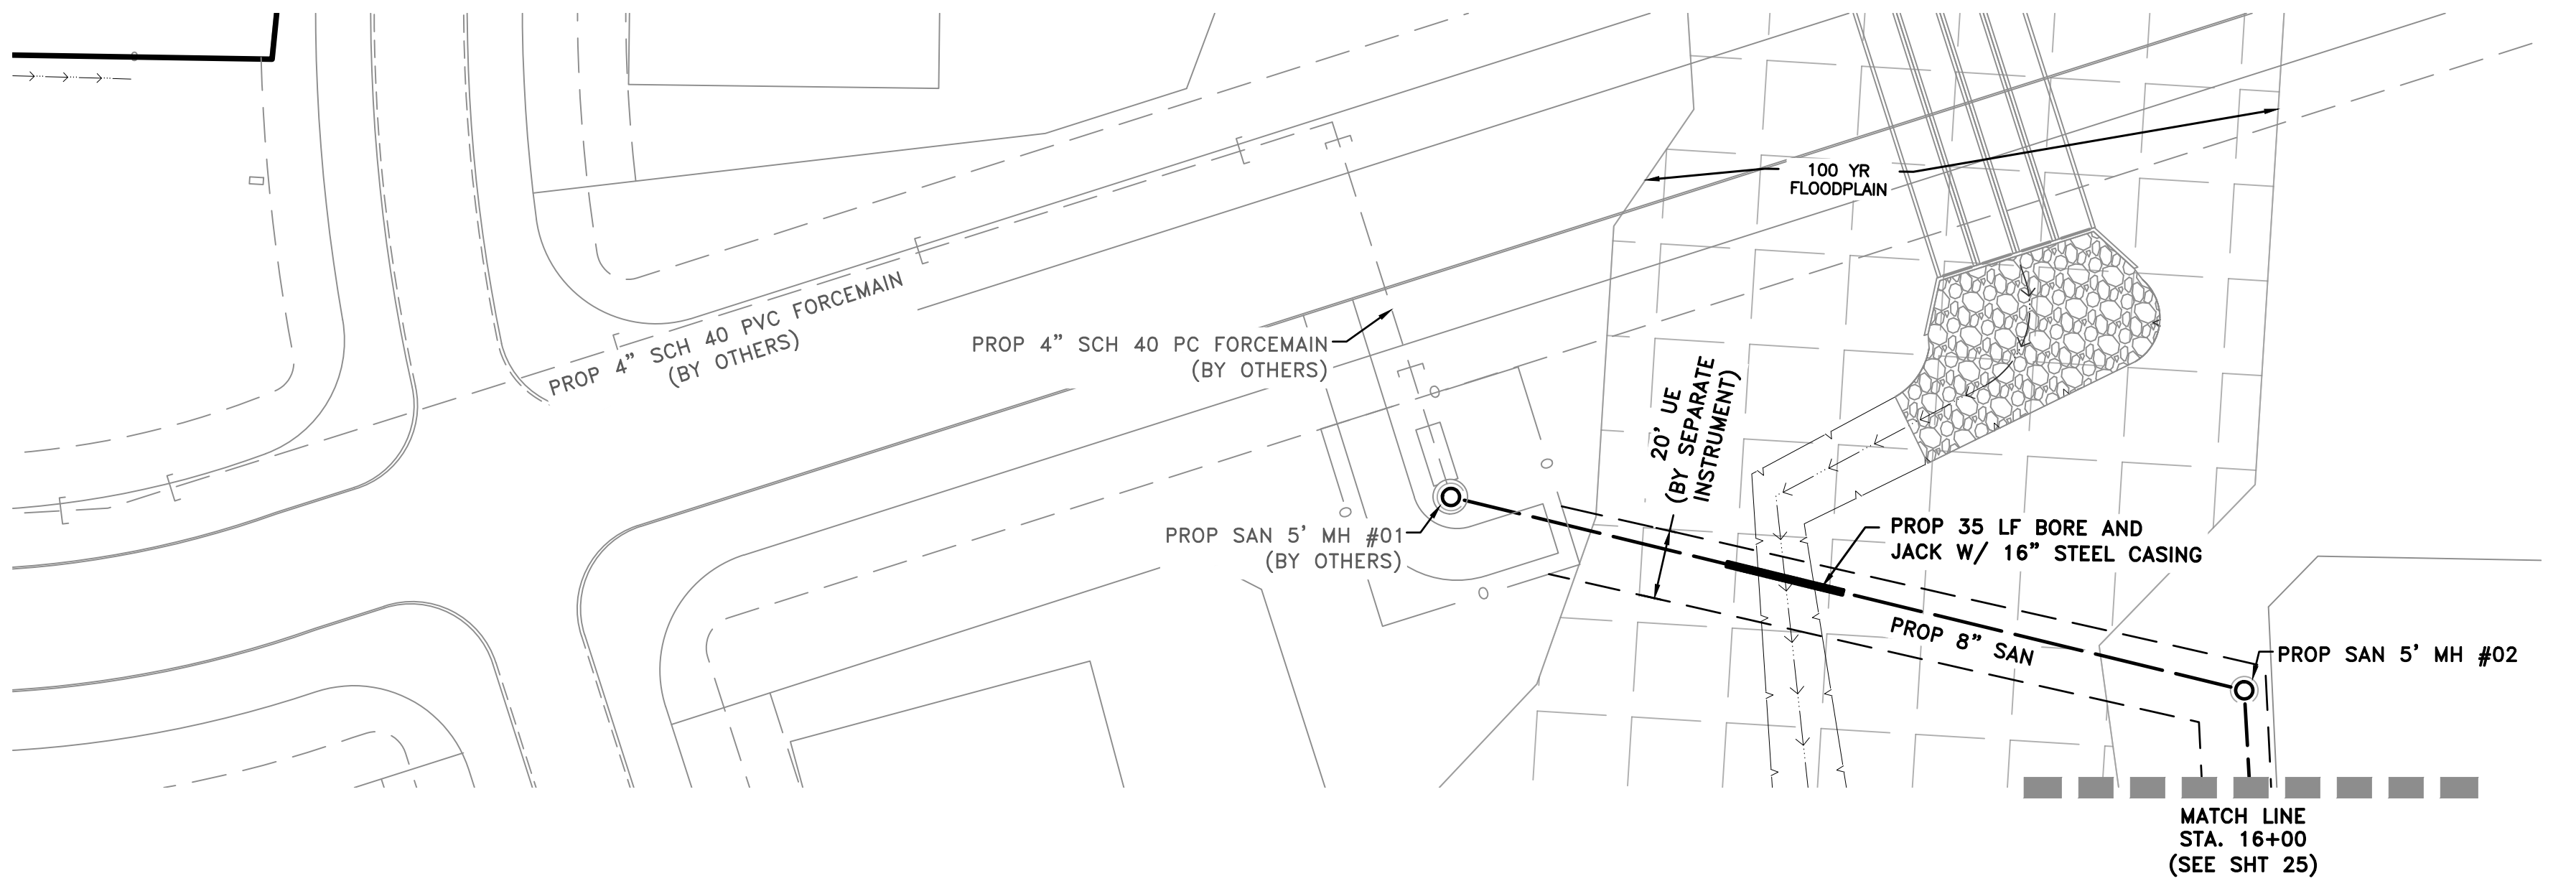 100 YR
FLOODPLAIN
PROP 4" SCH 40 PVC FORCEMAIN
(BY OTHERS)
PROP 4" SCH 40 PC FORCEMAIN
(BY OTHERS)
20' UE
(BY SEPARATE
INSTRUMENT)
PROP SAN 5' MH #01
(BY OTHERS)
PROP 35 LF BORE AND
JACK W/ 16" STEEL CASING
PROP 8" SAN
PROP SAN 5' MH #02
MATCH LINE
STA. 16+00
(SEE SHT 25)